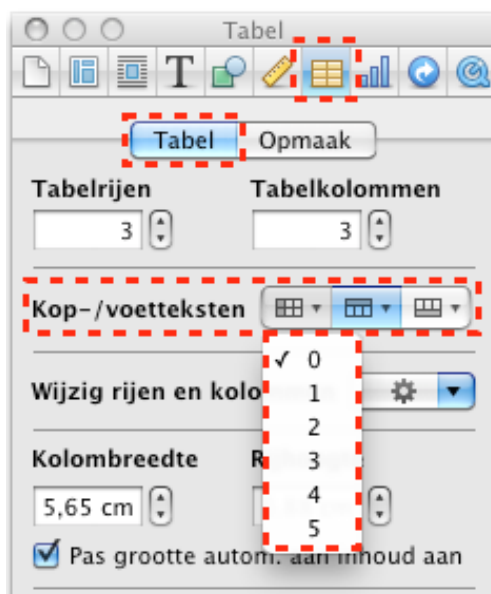 Tabel
T
Tabel Opmaak
Tabelrijen Tabelkolommen
3 3
Kop-/voetteksten
✓ 0
Wijzig rijen en kolo
1
2
Kolombreedte
3
5,65 cm
4
5
Pas grootte autom. aan inhoud aan